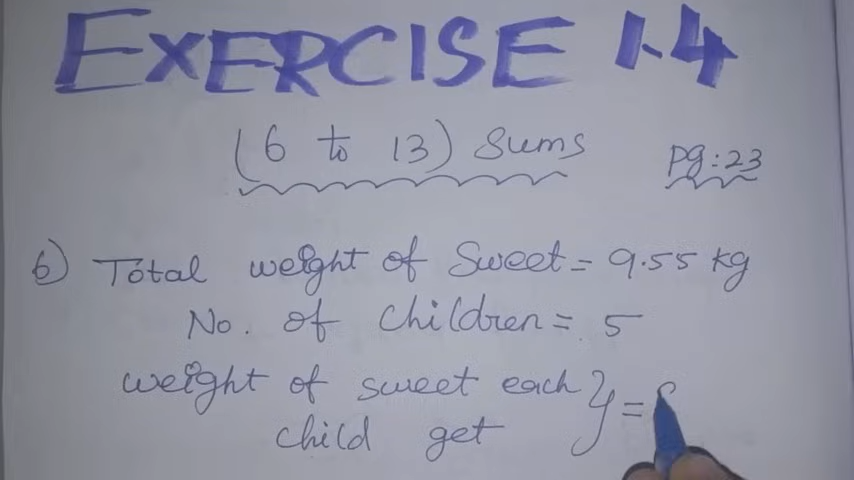 EXERCISE 1.4
(6 to 13) Sums
pg:23
6) Total weight of Sweet = 9.55 kg
No. of children = 5
weight of sweet each } =
child get